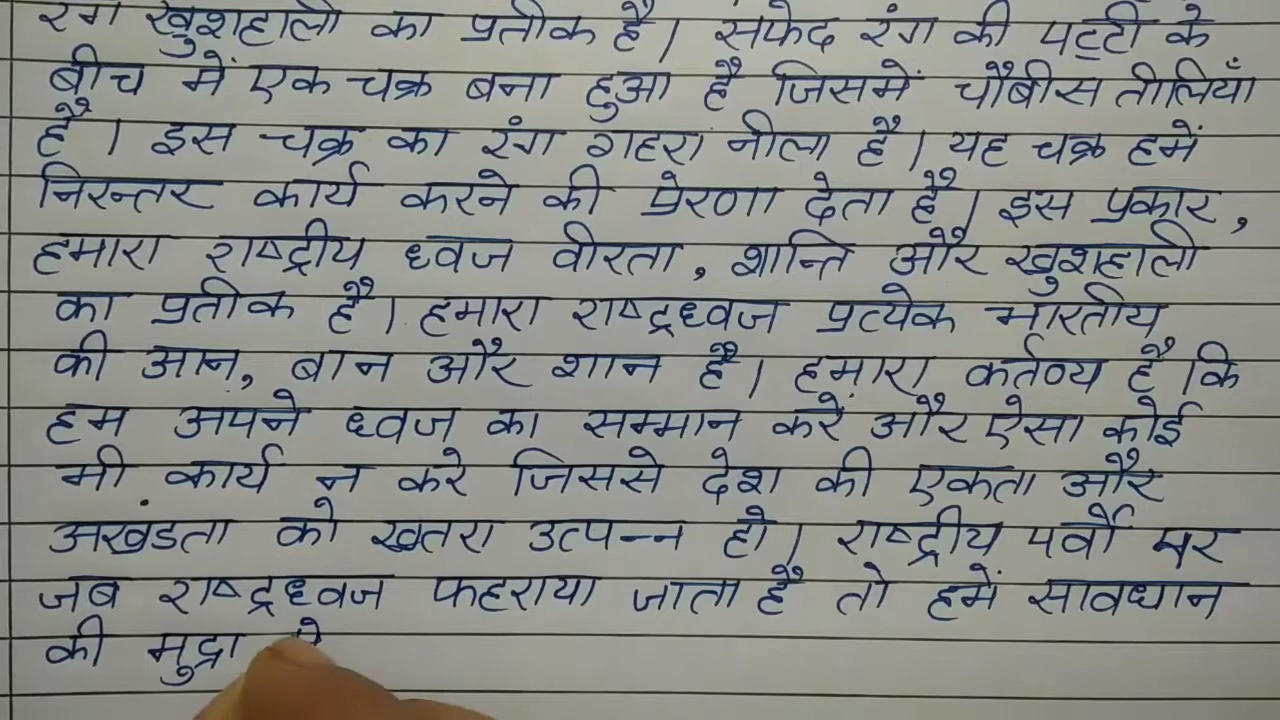 रंग खुशहाली का प्रतीक है। सफेद रंग की पट्टी के
बीच में एक चक्र बना हुआ है जिसमें चौबीस तीलियाँ
है। इस चक्र का रंग गहरा नीला है। यह चक्र हमें
निरन्तर कार्य करने की प्रेरणा देता है। इस प्रकार,
हमारा राष्ट्रीय ध्वज वीरता, शान्ति और खुशहाली
का प्रतीक है। हमारा राष्ट्रध्वज प्रत्येक भारतीय
की आन, बान और शान है। हमारा कर्तव्य है कि
हम अपने ध्वज का सम्मान करें और ऐसा कोई
भी कार्य न करे जिससे देश की एकता और
अखंडता को खतरा उत्पन्न हो। राष्ट्रीय पर्वो पर
जब राष्ट्रध्वज फहराया जाता है तो हमें सावधान
की मुद्रा